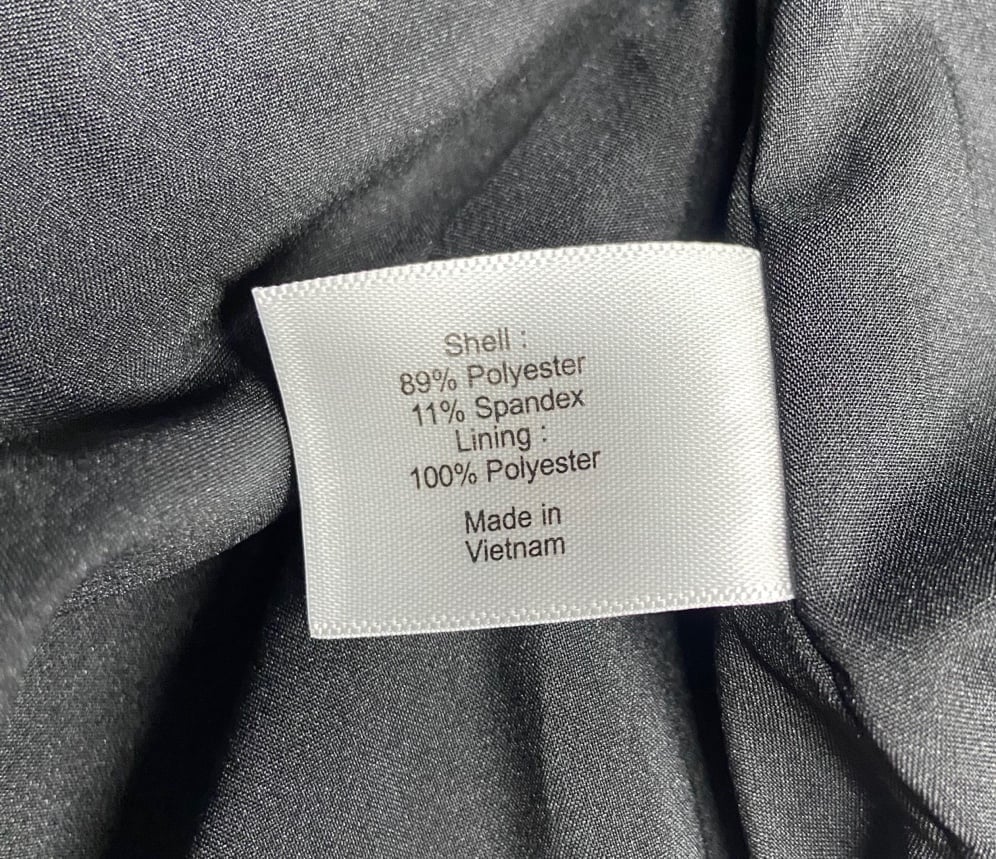 Shell :
89% Polyester
11% Spandex
Lining :
100% Polyester
Made in
Vietnam